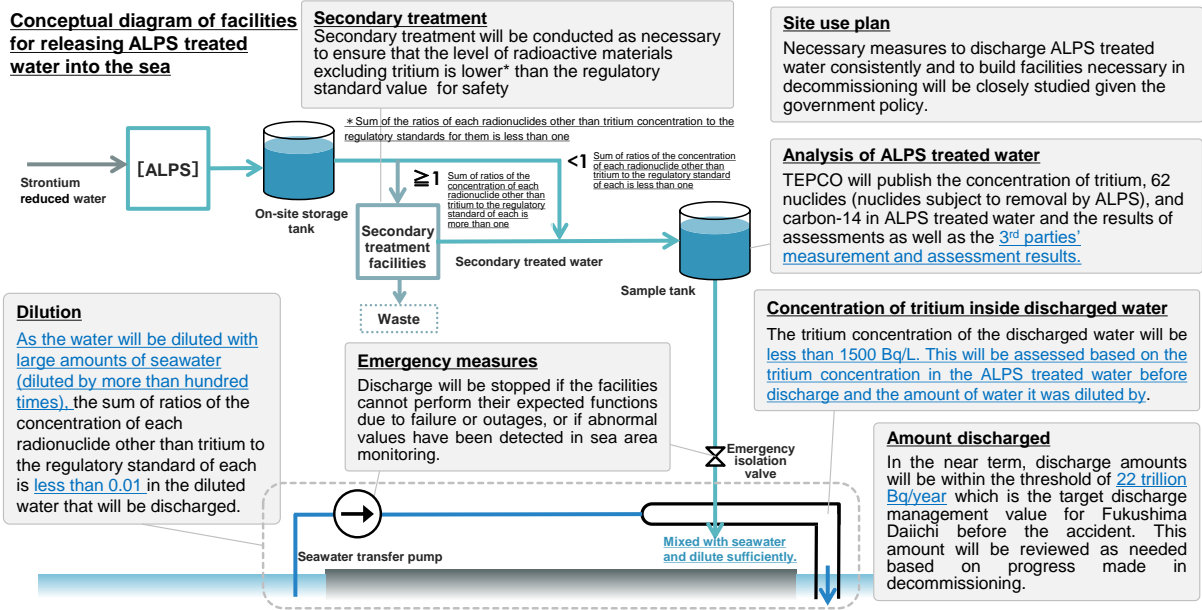 Conceptual diagram of facilities
for releasing ALPS treated
water into the sea
Secondary treatment
Secondary treatment will be conducted as necessary
to ensure that the level of radioactive materials
excluding tritium is lower* than the regulatory
standard value for safety
Site use plan
Necessary measures to discharge ALPS treated
water consistently and to build facilities necessary in
decommissioning will be closely studied given the
government policy.
＊Sum of the ratios of each radionuclides other than tritium concentration to the
regulatory standards for them is less than one
[ALPS]
Strontium
reduced water
On-site storage
tank
≧1
Sum of ratios of the
concentration of each
radionuclide other than
tritium to the regulatory
standard of each is
more than one
<1
Sum of ratios of the concentration
of each radionuclide other than
tritium to the regulatory standard
of each is less than one
Secondary
treatment
facilities
Secondary treated water
Sample tank
Waste
Analysis of ALPS treated water
TEPCO will publish the concentration of tritium, 62
nuclides (nuclides subject to removal by ALPS), and
carbon-14 in ALPS treated water and the results of
assessments as well as the 3rd parties’
measurement and assessment results.
Dilution
As the water will be diluted with
large amounts of seawater
(diluted by more than hundred
times), the sum of ratios of the
concentration of each
radionuclide other than tritium to
the regulatory standard of each
is less than 0.01 in the diluted
water that will be discharged.
Emergency measures
Discharge will be stopped if the facilities
cannot perform their expected functions
due to failure or outages, or if abnormal
values have been detected in sea area
monitoring.
Concentration of tritium inside discharged water
The tritium concentration of the discharged water will be
less than 1500 Bq/L. This will be assessed based on the
tritium concentration in the ALPS treated water before
discharge and the amount of water it was diluted by.
Emergency
isolation
valve
Amount discharged
In the near term, discharge amounts
will be within the threshold of 22 trillion
Bq/year which is the target discharge
management value for Fukushima
Daiichi before the accident. This
amount will be reviewed as needed
based on progress made in
decommissioning.
Seawater transfer pump
Mixed with seawater
and dilute sufficiently.